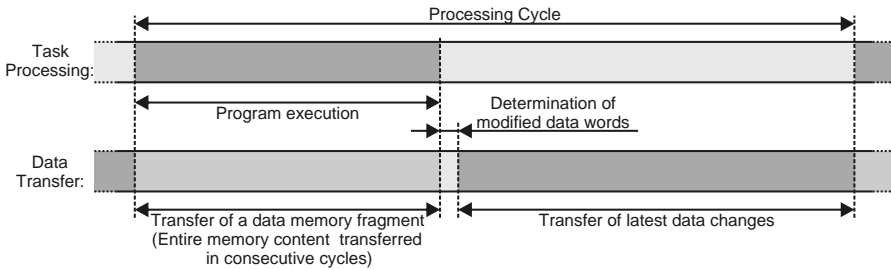 Processing Cycle
Task
Processing:
Program execution
Determination of
modified data words
Data
Transfer:
Transfer of a data memory fragment
(Entire memory content transferred
in consecutive cycles)
Transfer of latest data changes